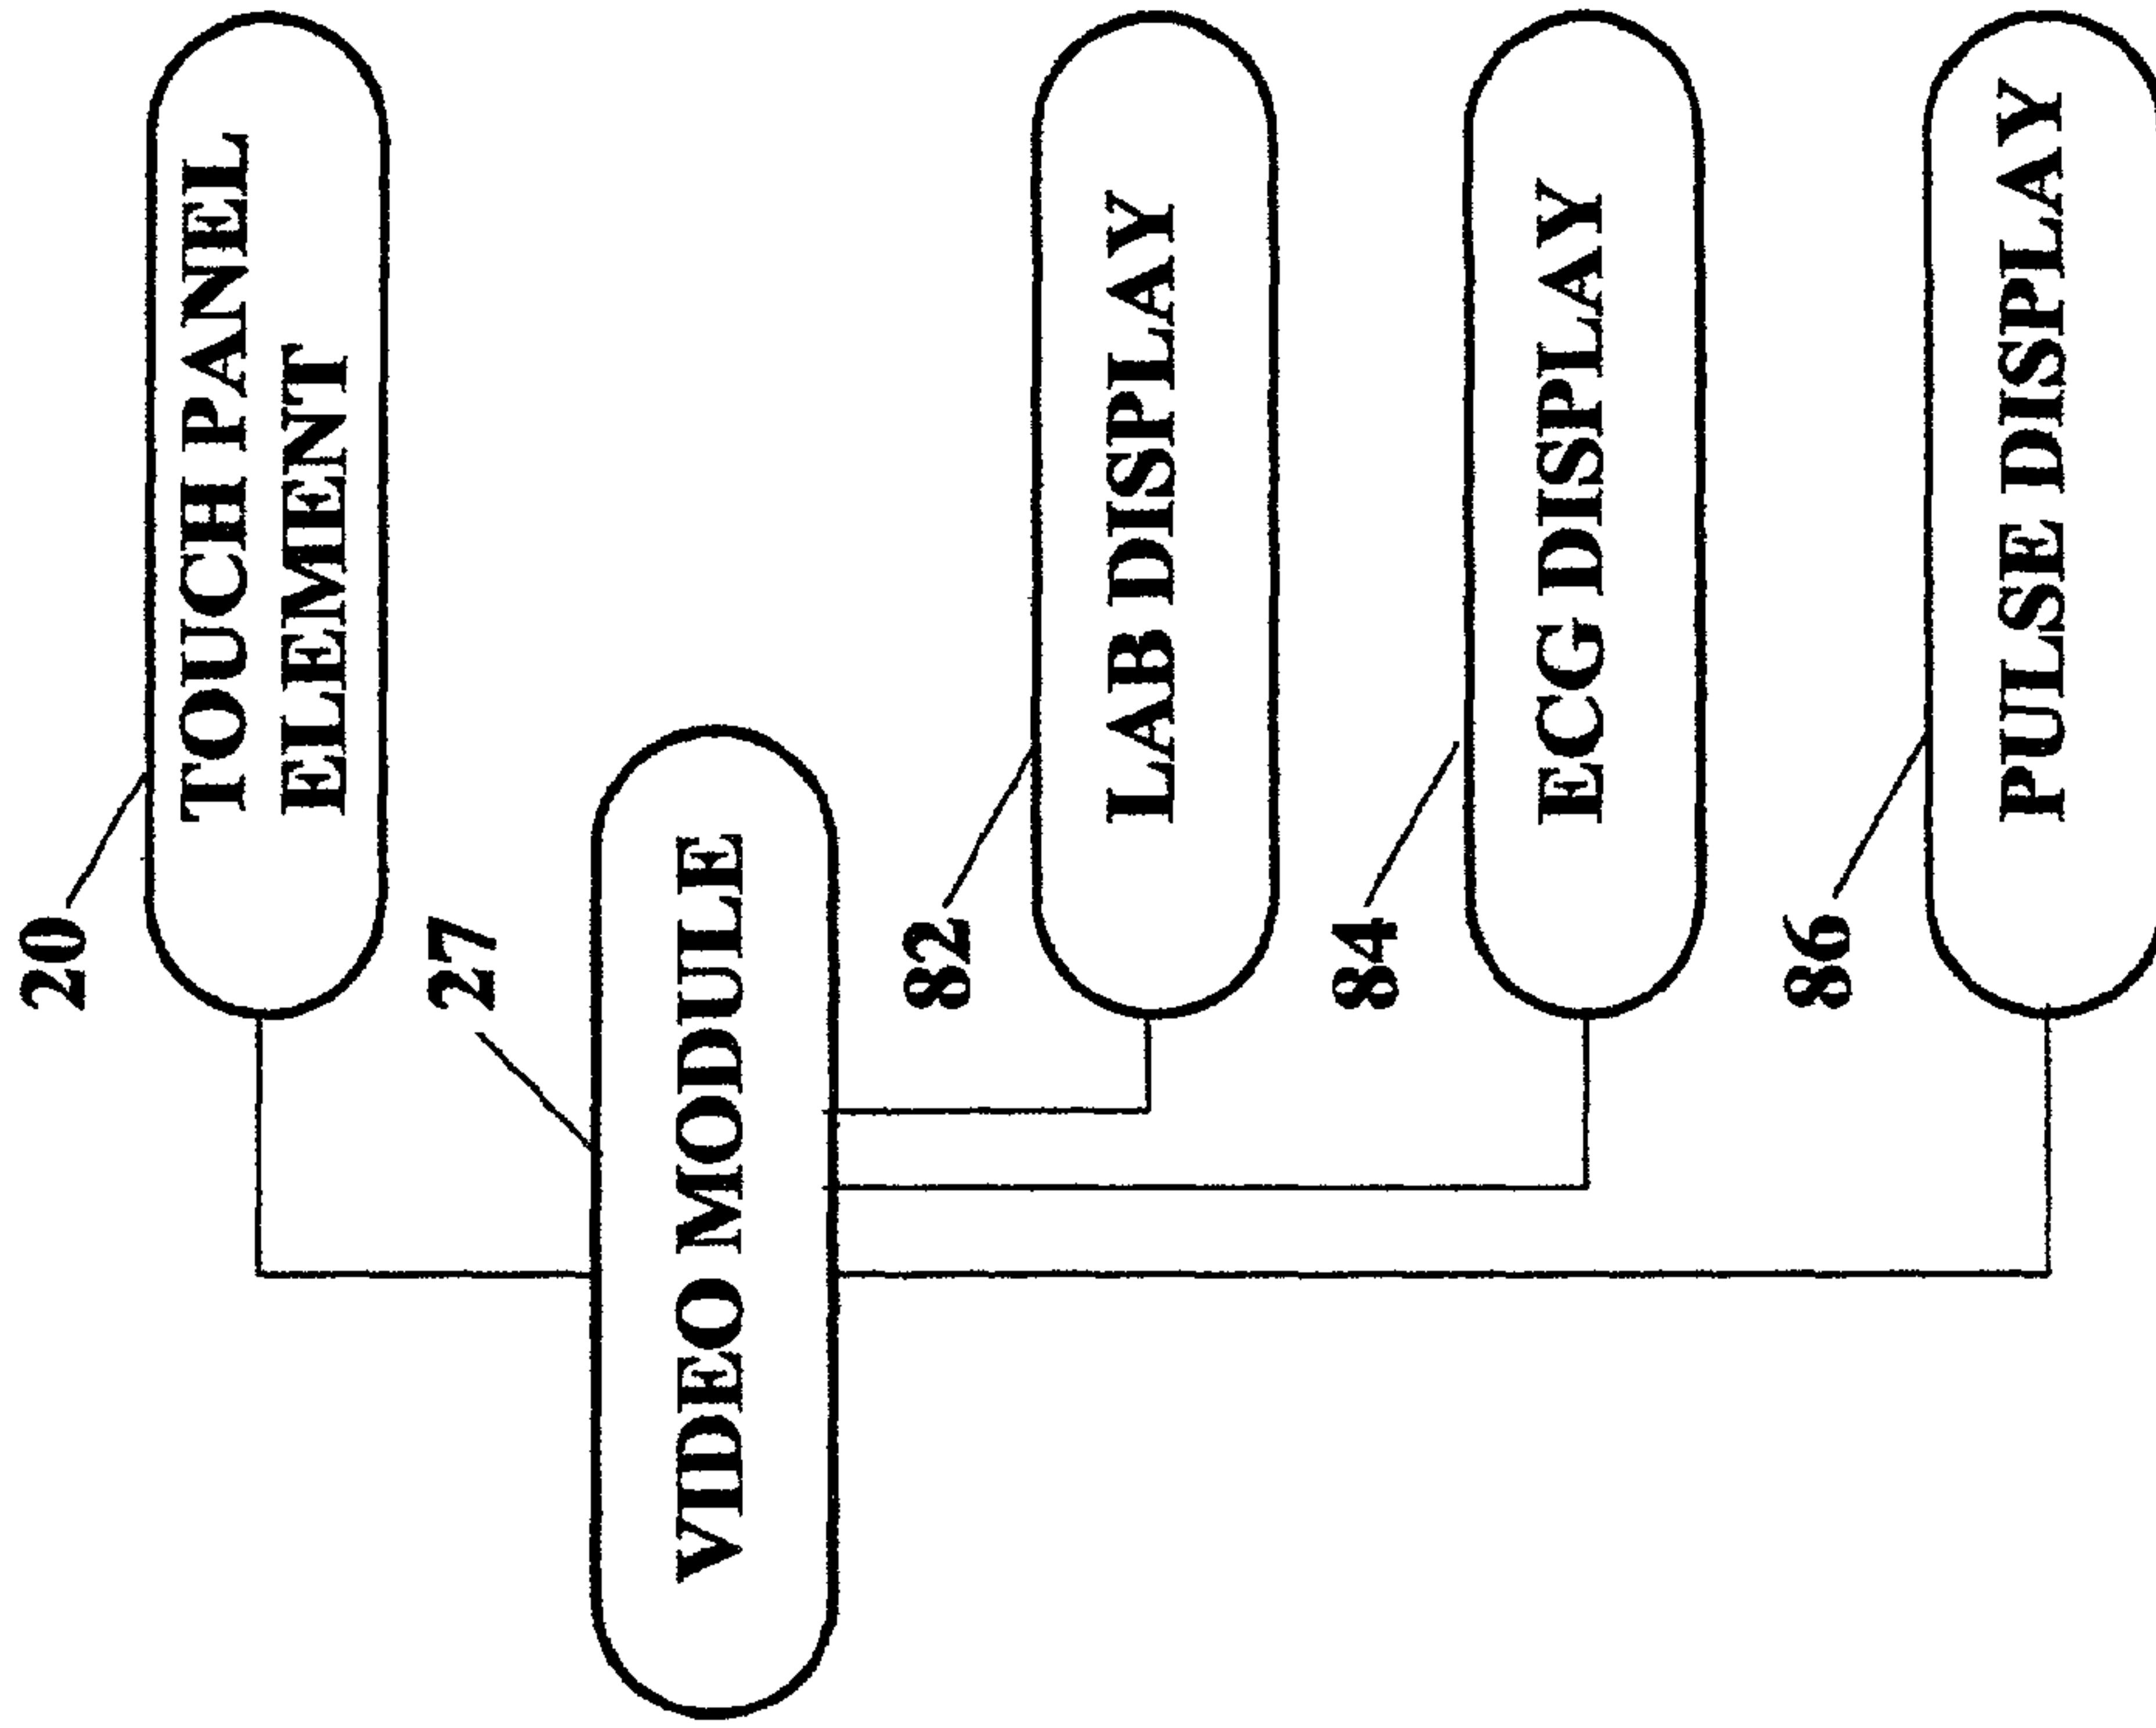 20
TOUCH PANEL
ELEMENT
27
VIDEO MODULE
82
LAB DISPLAY
84
ECG DISPLAY
86
PULSE DISPLAY